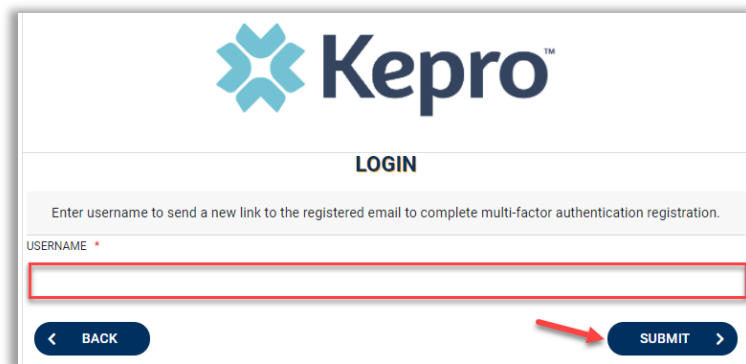 Kepro™
LOGIN
Enter username to send a new link to the registered email to complete multi-factor authentication registration.
USERNAME *
BACK
SUBMIT